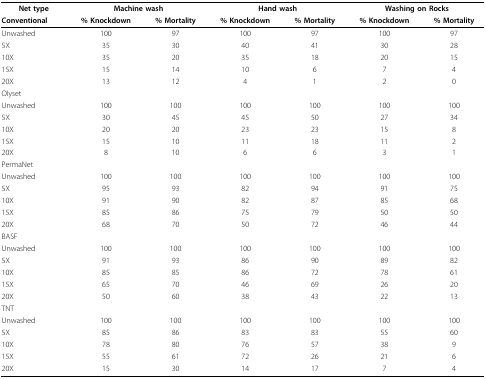 Net type Machine wash Hand wash Washing on Rocks
Conventional % Knockdown % Mortality % Knockdown % Mortality % Knockdown % Mortality
Unwashed 100 97 100 97 100 97
5X 35 30 40 41 30 28
10X 35 20 35 18 20 15
15X 15 14 10 6 7 4
20X 13 12 4 1 2 0
Olyset
Unwashed 100 100 100 100 100 100
5X 30 45 45 50 27 34
10X 20 20 23 23 15 8
15X 15 10 11 18 11 2
20X 8 10 6 6 3 1
PermaNet
Unwashed 100 100 100 100 100 100
5X 95 93 82 94 91 75
10X 91 90 82 87 85 68
15X 85 86 75 79 50 50
20X 68 70 50 72 46 44
BASF
Unwashed 100 100 100 100 100 100
5X 91 93 86 90 89 82
10X 85 85 86 72 78 61
15X 65 70 46 69 26 20
20X 50 60 38 43 22 13
TNT
Unwashed 100 100 100 100 100 100
5X 85 86 83 83 55 60
10X 78 80 76 57 38 9
15X 55 61 72 26 21 6
20X 15 30 14 17 7 4